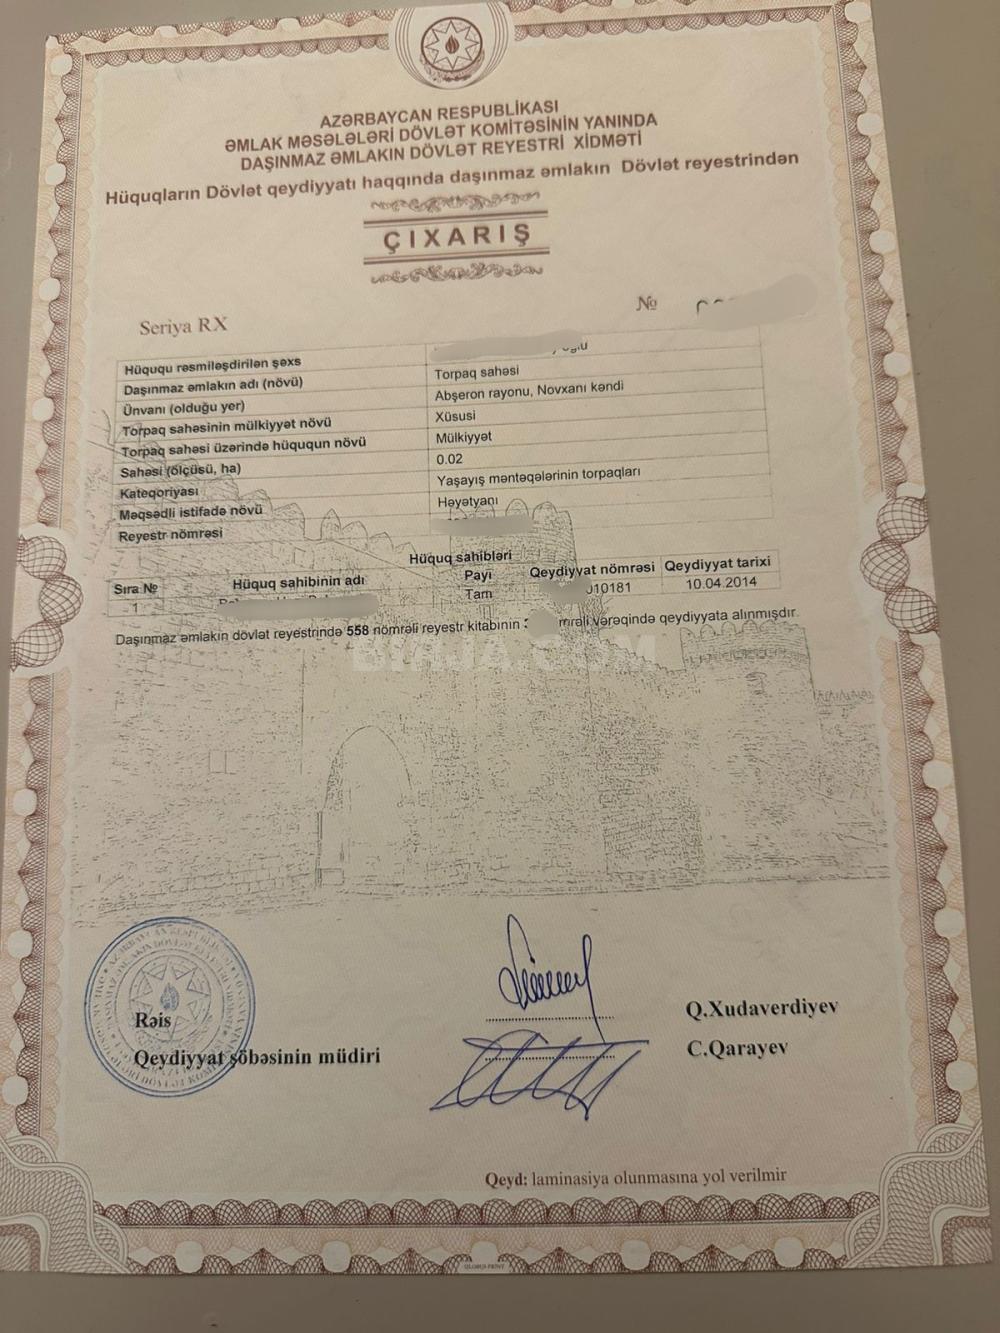 AZƏRBAYCAN RESPUBLİKASI
ƏMLAK MƏSƏLƏLƏRİ DÖVLƏT KOMİTƏSİNİN YANINDA
DAŞINMAZ ƏMLAKIN DÖVLƏT REYESTRİ XİDMƏTİ
Hüquqların Dövlət qeydiyyatı haqqında daşınmaz əmlakın Dövlət reyestrindən
ÇIXARIŞ
Seriya RX №
Hüququ rəsmiləşdirilən şəxs
Daşınmaz əmlakın adı (növü) Torpaq sahəsi
Ünvanı (olduğu yer) Abşeron rayonu, Novxanı kəndi
Torpaq sahəsinin mülkiyyət növü Xüsusi
Torpaq sahəsi üzərində hüququn növü Mülkiyyət
Sahəsi (ölçüsü, ha) 0.02
Kateqoriyası Yaşayış məntəqələrinin torpaqları
Məqsədli istifadə növü Həyətyanı
Reyestr nömrəsi
Hüquq sahibləri
Sıra № Hüquq sahibinin adı Payi Qeydiyyat nömrəsi Qeydiyyat tarixi
1 Tam 010181 10.04.2014
Daşınmaz əmlakın dövlət reyestrində 558 nömrəli reyestr kitabının mrəli vərəqində qeydiyyata alınmışdır.
BINAJA.COM
Rəis Q.Xudaverdiyev
Qeydiyyat şöbəsinin müdiri C.Qarayev
Qeyd: laminasiya olunmasına yol verilmir